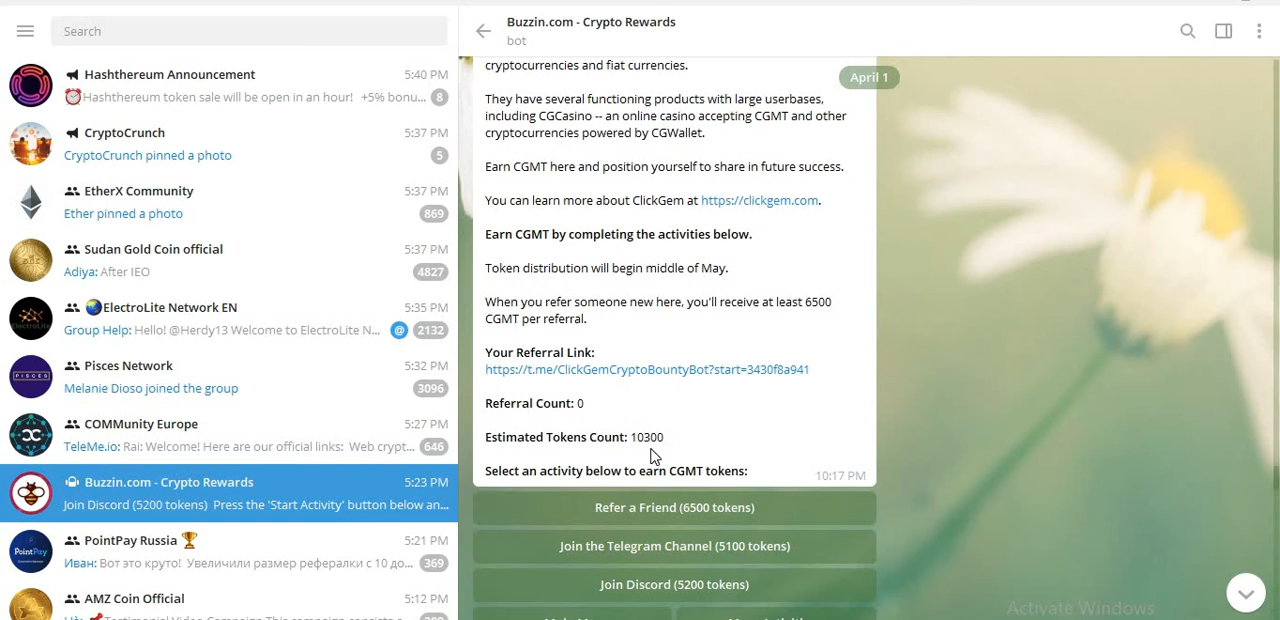 Search
Hashthereum Announcement 5:40 PM
⏰Hashthereum token sale will be open in an hour! +5% bonu... 8
CryptoCrunch 5:37 PM
CryptoCrunch pinned a photo 5
EtherX Community 5:37 PM
Ether pinned a photo 869
Sudan Gold Coin official 5:37 PM
Adiya: After IEO 4827
🌏ElectroLite Network EN 5:35 PM
Group Help: Hello! @Herdy13 Welcome to ElectroLite N... @ 2132
Pisces Network 5:32 PM
Melanie Dioso joined the group 3096
COMMunity Europe 5:27 PM
TeleMe.io: Rai: Welcome! Here are our official links: Web crypt... 646
Buzzin.com - Crypto Rewards 5:23 PM
Join Discord (5200 tokens) Press the 'Start Activity' button below an...
PointPay Russia 🏆 5:21 PM
Иван: Вот это круто! Увеличили размер рефералки с 10 до... 369
AMZ Coin Official 5:12 PM
Buzzin.com - Crypto Rewards
bot
April 1
cryptocurrencies and fiat currencies.
They have several functioning products with large userbases,
including CGCasino -- an online casino accepting CGMT and other
cryptocurrencies powered by CGWallet.
Earn CGMT here and position yourself to share in future success.
You can learn more about ClickGem at https://clickgem.com.
Earn CGMT by completing the activities below.
Token distribution will begin middle of May.
When you refer someone new here, you'll receive at least 6500
CGMT per referral.
Your Referral Link:
https://t.me/ClickGemCryptoBountyBot?start=3430f8a941
Referral Count: 0
Estimated Tokens Count: 10300
Select an activity below to earn CGMT tokens:
10:17 PM
Refer a Friend (6500 tokens)
Join the Telegram Channel (5100 tokens)
Join Discord (5200 tokens)
Activate Windows